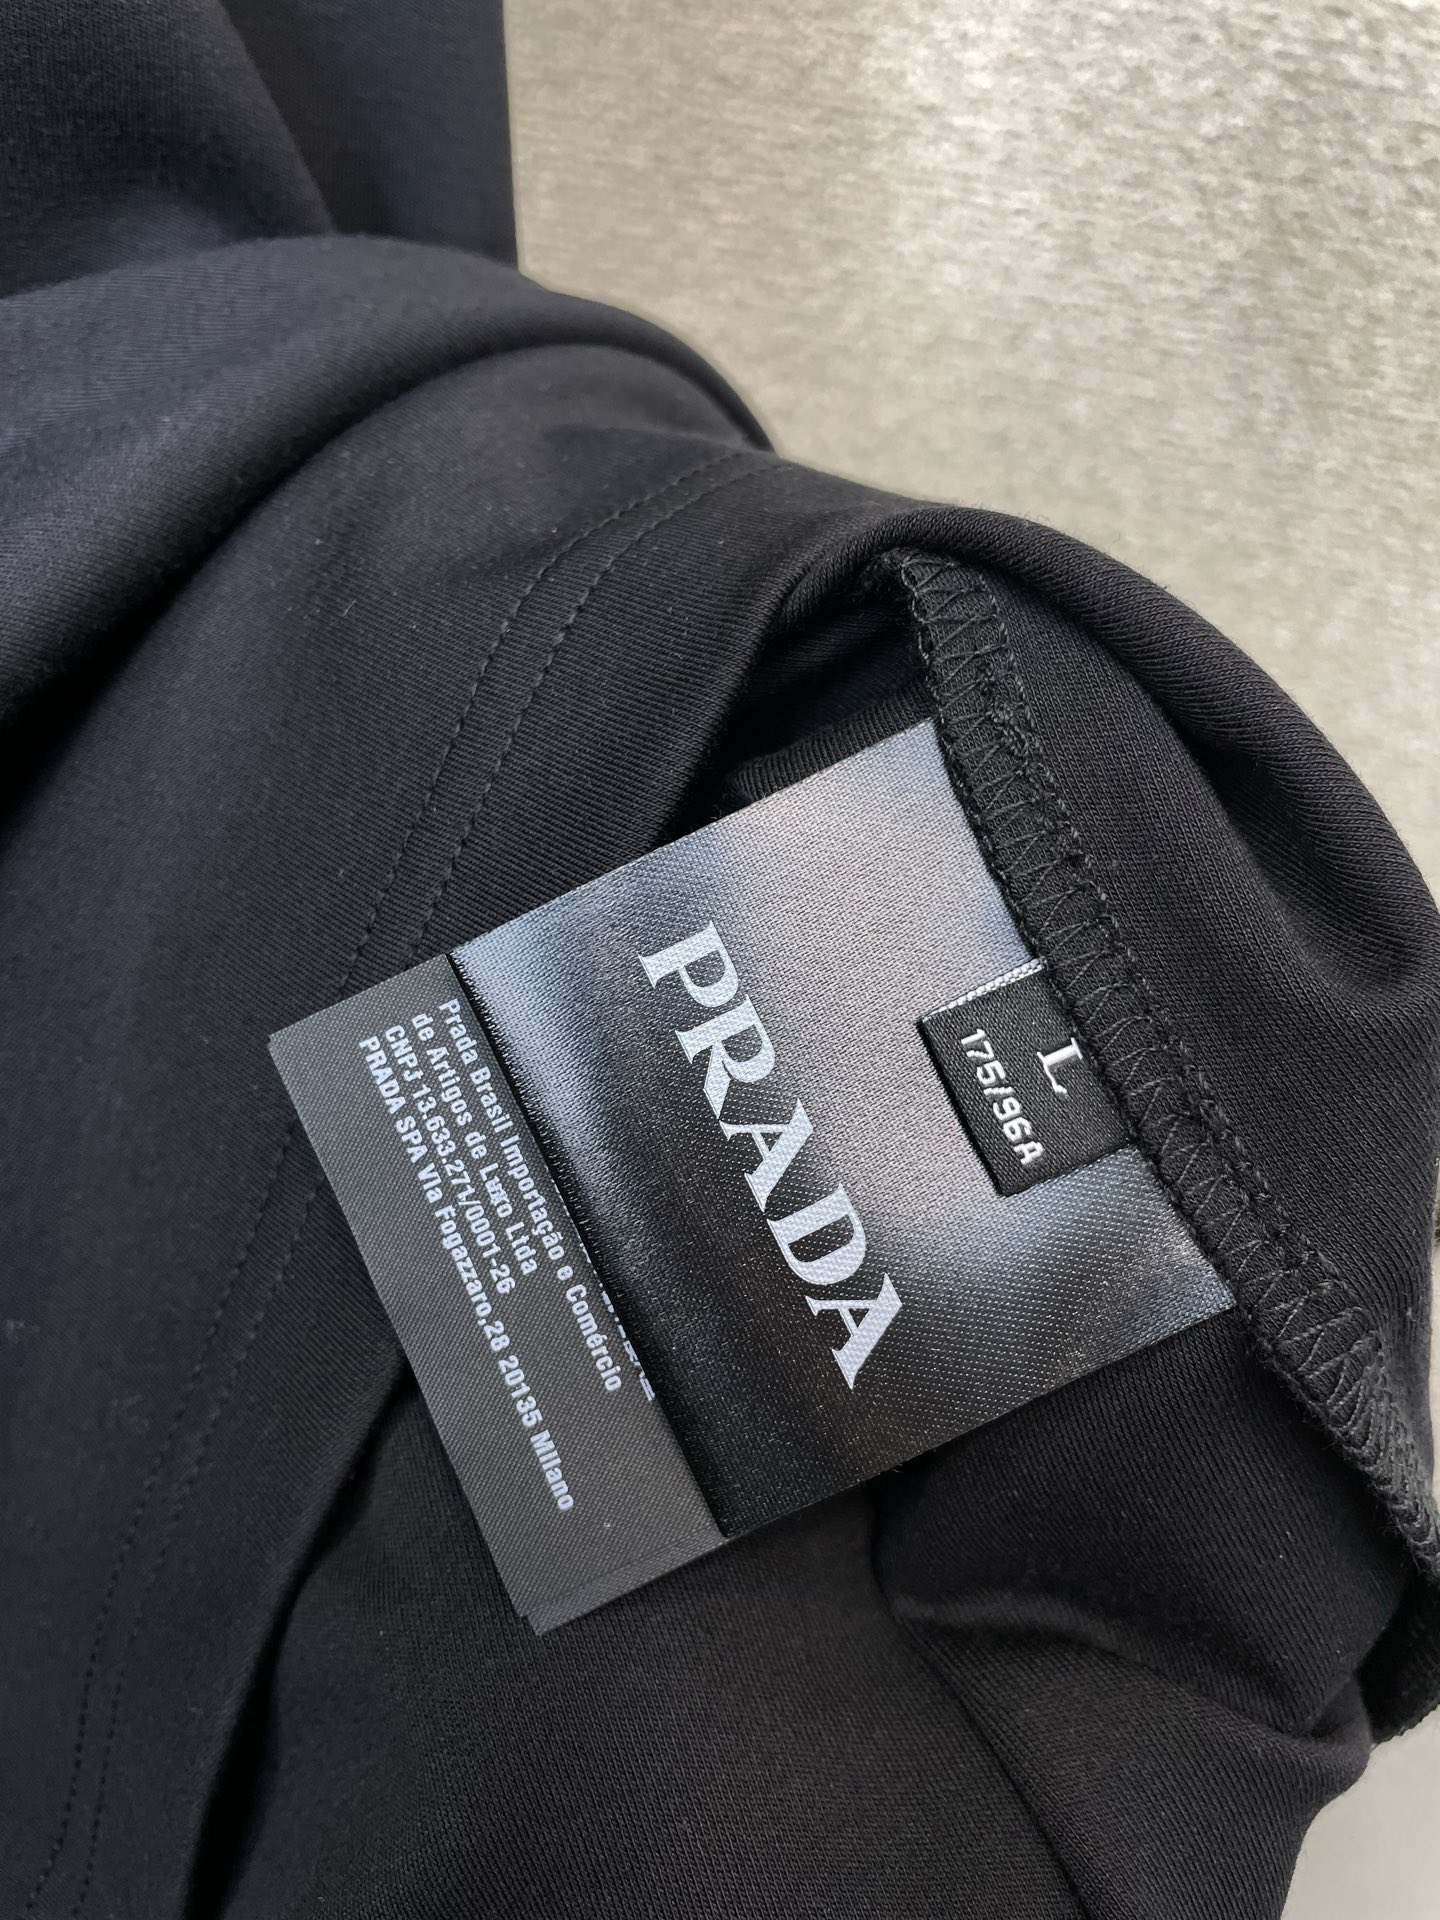 PRADA
L
175/96A
Prada Brasil Importação e Comércio
de Artigos de Luxo Ltda
CNPJ 13.633.271/0001-26
PRADA SPA Via Fogazzaro,28 20135 Milano